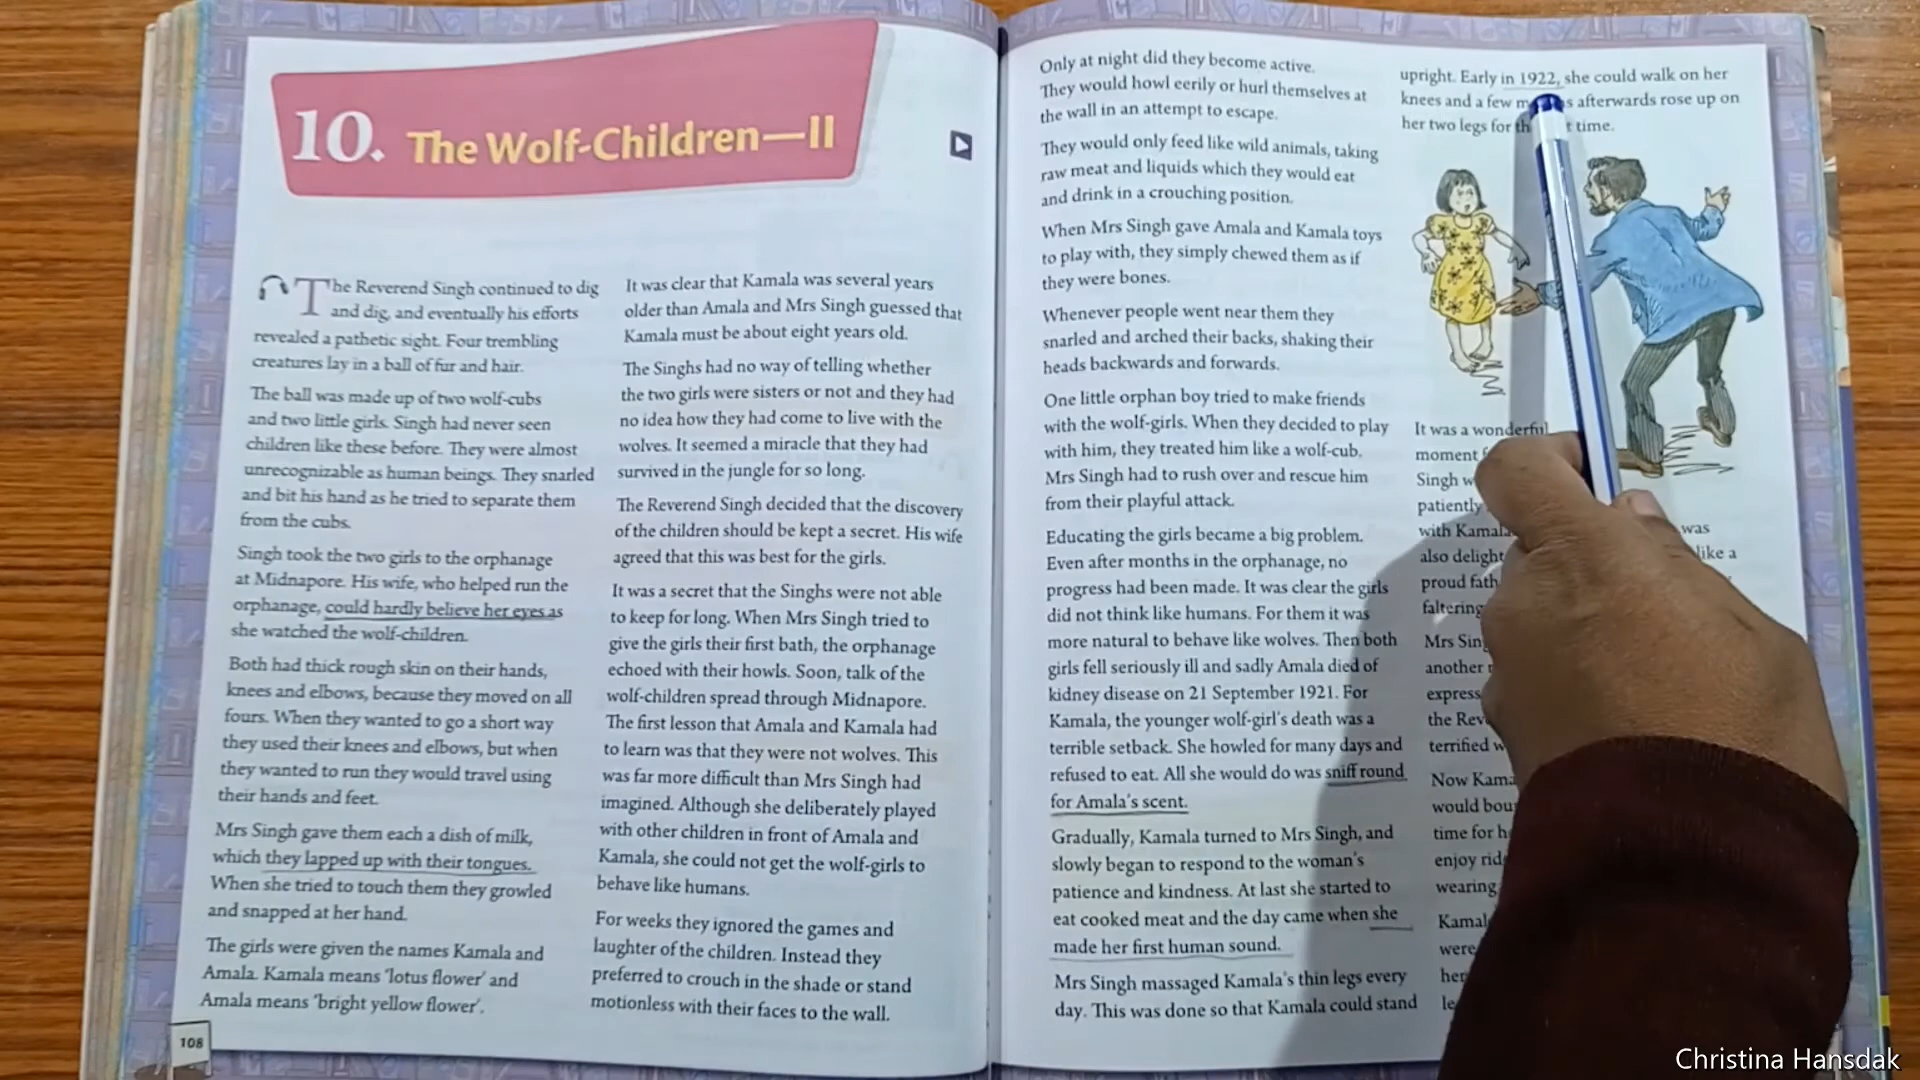 10. The Wolf-Children—II
The Reverend Singh continued to dig
and dig, and eventually his efforts
revealed a pathetic sight. Four trembling
creatures lay in a ball of fur and hair.
The ball was made up of two wolf-cubs
and two little girls. Singh had never seen
children like these before. They were almost
unrecognizable as human beings. They snarled
and bit his hand as he tried to separate them
from the cubs.
Singh took the two girls to the orphanage
at Midnapore. His wife, who helped run the
orphanage, could hardly believe her eyes as
she watched the wolf-children.
Both had thick rough skin on their hands,
knees and elbows, because they moved on all
fours. When they wanted to go a short way
they used their knees and elbows, but when
they wanted to run they would travel using
their hands and feet.
Mrs Singh gave them each a dish of milk,
which they lapped up with their tongues.
When she tried to touch them they growled
and snapped at her hand.
The girls were given the names Kamala and
Amala. Kamala means 'lotus flower' and
Amala means 'bright yellow flower'.
108
It was clear that Kamala was several years
older than Amala and Mrs Singh guessed that
Kamala must be about eight years old.
The Singhs had no way of telling whether
the two girls were sisters or not and they had
no idea how they had come to live with the
wolves. It seemed a miracle that they had
survived in the jungle for so long.
The Reverend Singh decided that the discovery
of the children should be kept a secret. His wife
agreed that this was best for the girls.
It was a secret that the Singhs were not able
to keep for long. When Mrs Singh tried to
give the girls their first bath, the orphanage
echoed with their howls. Soon, talk of the
wolf-children spread through Midnapore.
The first lesson that Amala and Kamala had
to learn was that they were not wolves. This
was far more difficult than Mrs Singh had
imagined. Although she deliberately played
with other children in front of Amala and
Kamala, she could not get the wolf-girls to
behave like humans.
For weeks they ignored the games and
laughter of the children. Instead they
preferred to crouch in the shade or stand
motionless with their faces to the wall.
Only at night did they become active.
They would howl eerily or hurl themselves at
the wall in an attempt to escape.
They would only feed like wild animals, taking
raw meat and liquids which they would eat
and drink in a crouching position.
When Mrs Singh gave Amala and Kamala toys
to play with, they simply chewed them as if
they were bones.
Whenever people went near them they
snarled and arched their backs, shaking their
heads backwards and forwards.
One little orphan boy tried to make friends
with the wolf-girls. When they decided to play
with him, they treated him like a wolf-cub.
Mrs Singh had to rush over and rescue him
from their playful attack.
Educating the girls became a big problem.
Even after months in the orphanage, no
progress had been made. It was clear the girls
did not think like humans. For them it was
more natural to behave like wolves. Then both
girls fell seriously ill and sadly Amala died of
kidney disease on 21 September 1921. For
Kamala, the younger wolf-girl's death was a
terrible setback. She howled for many days and
refused to eat. All she would do was sniff round
for Amala's scent.
Gradually, Kamala turned to Mrs Singh, and
slowly began to respond to the woman's
patience and kindness. At last she started to
eat cooked meat and the day came when she
made her first human sound.
Mrs Singh massaged Kamala's thin legs every
day. This was done so that Kamala could stand
upright. Early in 1922, she could walk on her
knees and a few afterwards rose up on
her two legs for time.
It was a wonderful
moment
Singh
patiently
with was
also like a
proud
faltering
Mrs
another
express
the
terrified
Now
would
time for
enjoy
wearing
were
her
Christina Hansdak